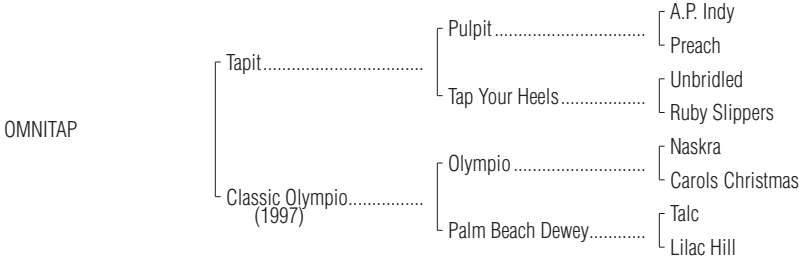 A.P. Indy
Pulpit
Preach
Tapit
Unbridled
Tap Your Heels
Ruby Slippers
OMNITAP
Naskra
Olympio
Carols Christmas
Classic Olympio
(1997)
Talc
Palm Beach Dewey
Lilac Hill